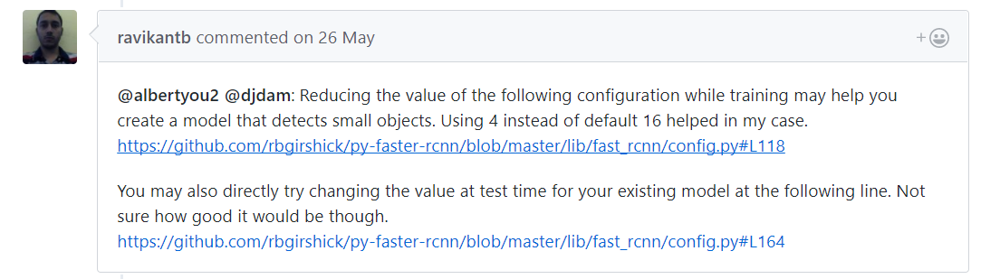 ravikantb commented on 26 May
@albertyou2 @djdam: Reducing the value of the following configuration while training may help you
create a model that detects small objects. Using 4 instead of default 16 helped in my case.
https://github.com/rbgirshick/py-faster-rcnn/blob/master/lib/fast_rcnn/config.py#L118
You may also directly try changing the value at test time for your existing model at the following line. Not
sure how good it would be though.
https://github.com/rbgirshick/py-faster-rcnn/blob/master/lib/fast_rcnn/config.py#L164